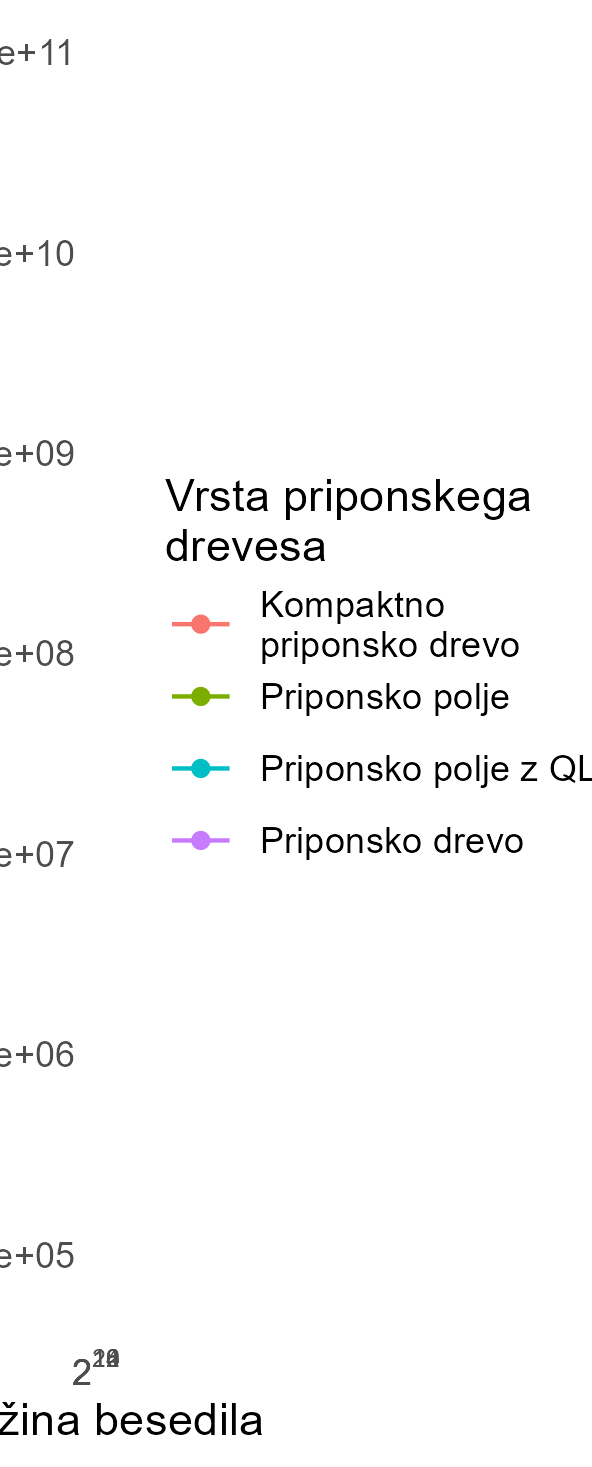 e+11
e+10
e+09
Vrsta priponskega
drevesa
Kompaktno
priponsko drevo
e+08
Priponsko polje
Priponsko polje z QL
Priponsko drevo
e+07
e+06
e+05
2
žina besedila